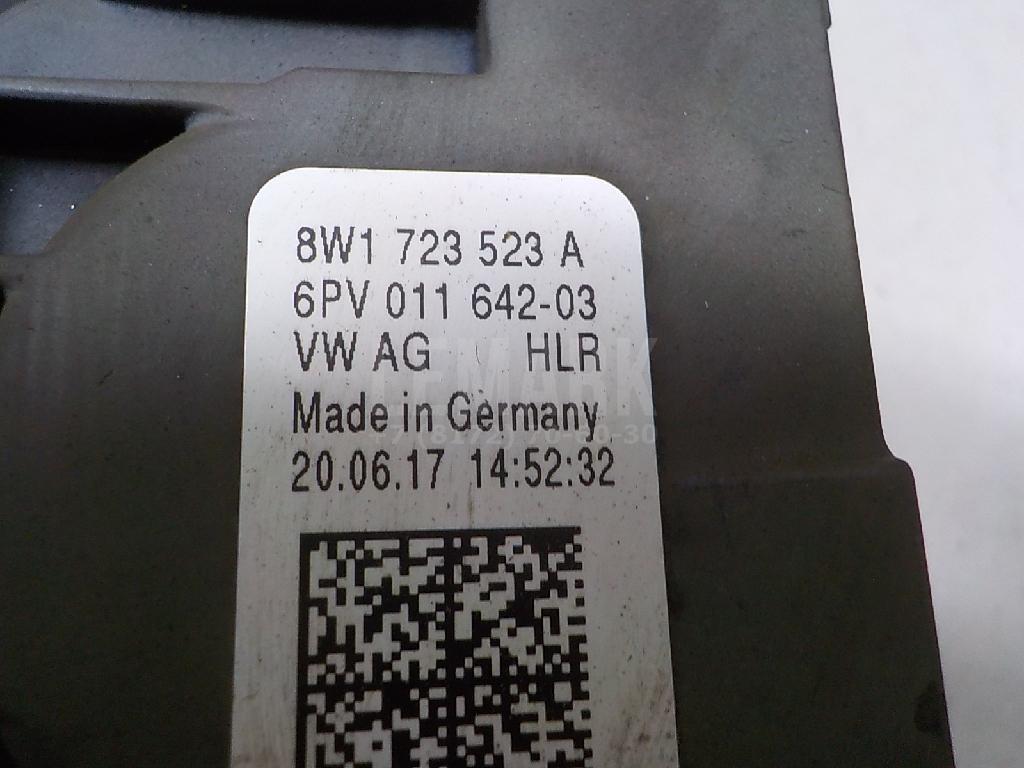 8W1 723 523 A
6PV 011 642-03
VW AG HLR
Made in Germany
20.06.17 14:52:32